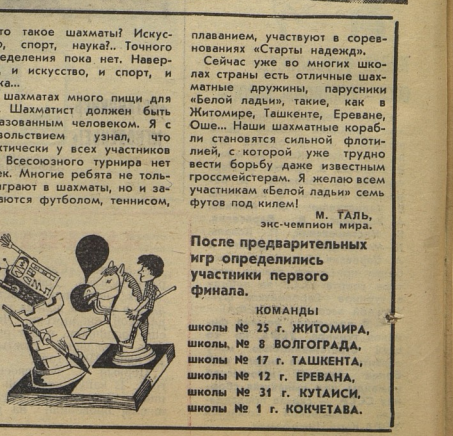 то такое шахматы? Искус-
о, спорт, наука?.. Точного
еделения пока нет. Навер-
, и искусство, и спорт, и
ка...
шахматах много пищи для
. Шахматист должен быть
азованным человеком. Я с
вольствием узнал, что
ктически у всех участников
Всесоюзного турнира нет
ек. Многие ребята не толь-
играют в шахматы, но и за-
аются футболом, теннисом,
плаванием, участвуют в сорев-
нованиях «Старты надежд».
Сейчас уже во многих шко-
лах страны есть отличные шах-
матные дружины, парусники
«Белой ладьи», такие, как в
Житомире, Ташкенте, Ереване,
Оше... Наши шахматные кораб-
ли становятся сильной флоти-
лией, с которой уже трудно
вести борьбу даже известным
гроссмейстерам. Я желаю всем
участникам «Белой ладьи» семь
футов под килем!
М. ТАЛЬ,
экс-чемпион мира.
После предварительных
игр определились
участники первого
финала.
КОМАНДЫ
школы № 25 г. ЖИТОМИРА,
школы № 8 ВОЛГОГРАДА,
школы № 17 г. ТАШКЕНТА,
школы № 12 г. ЕРЕВАНА,
школы № 31 г. КУТАИСИ,
школы № 1 г. КОКЧЕТАВА.